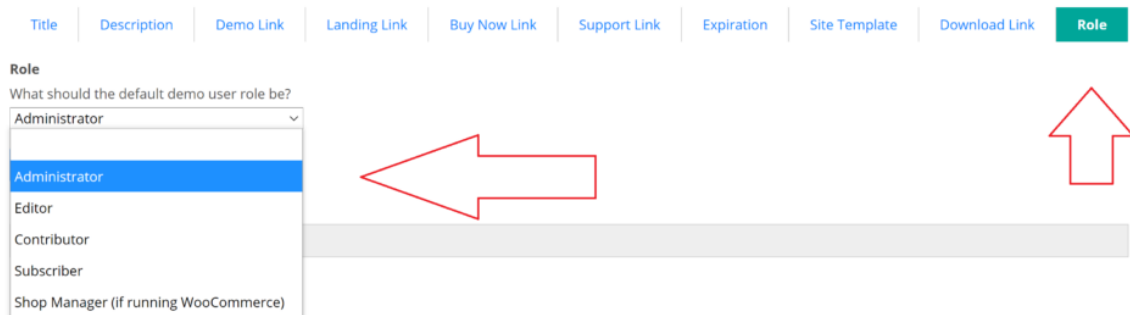 Title Description Demo Link Landing Link Buy Now Link Support Link Expiration Site Template Download Link Role
Role
What should the default demo user role be?
Administrator
Administrator
Editor
Contributor
Subscriber
Shop Manager (if running WooCommerce)